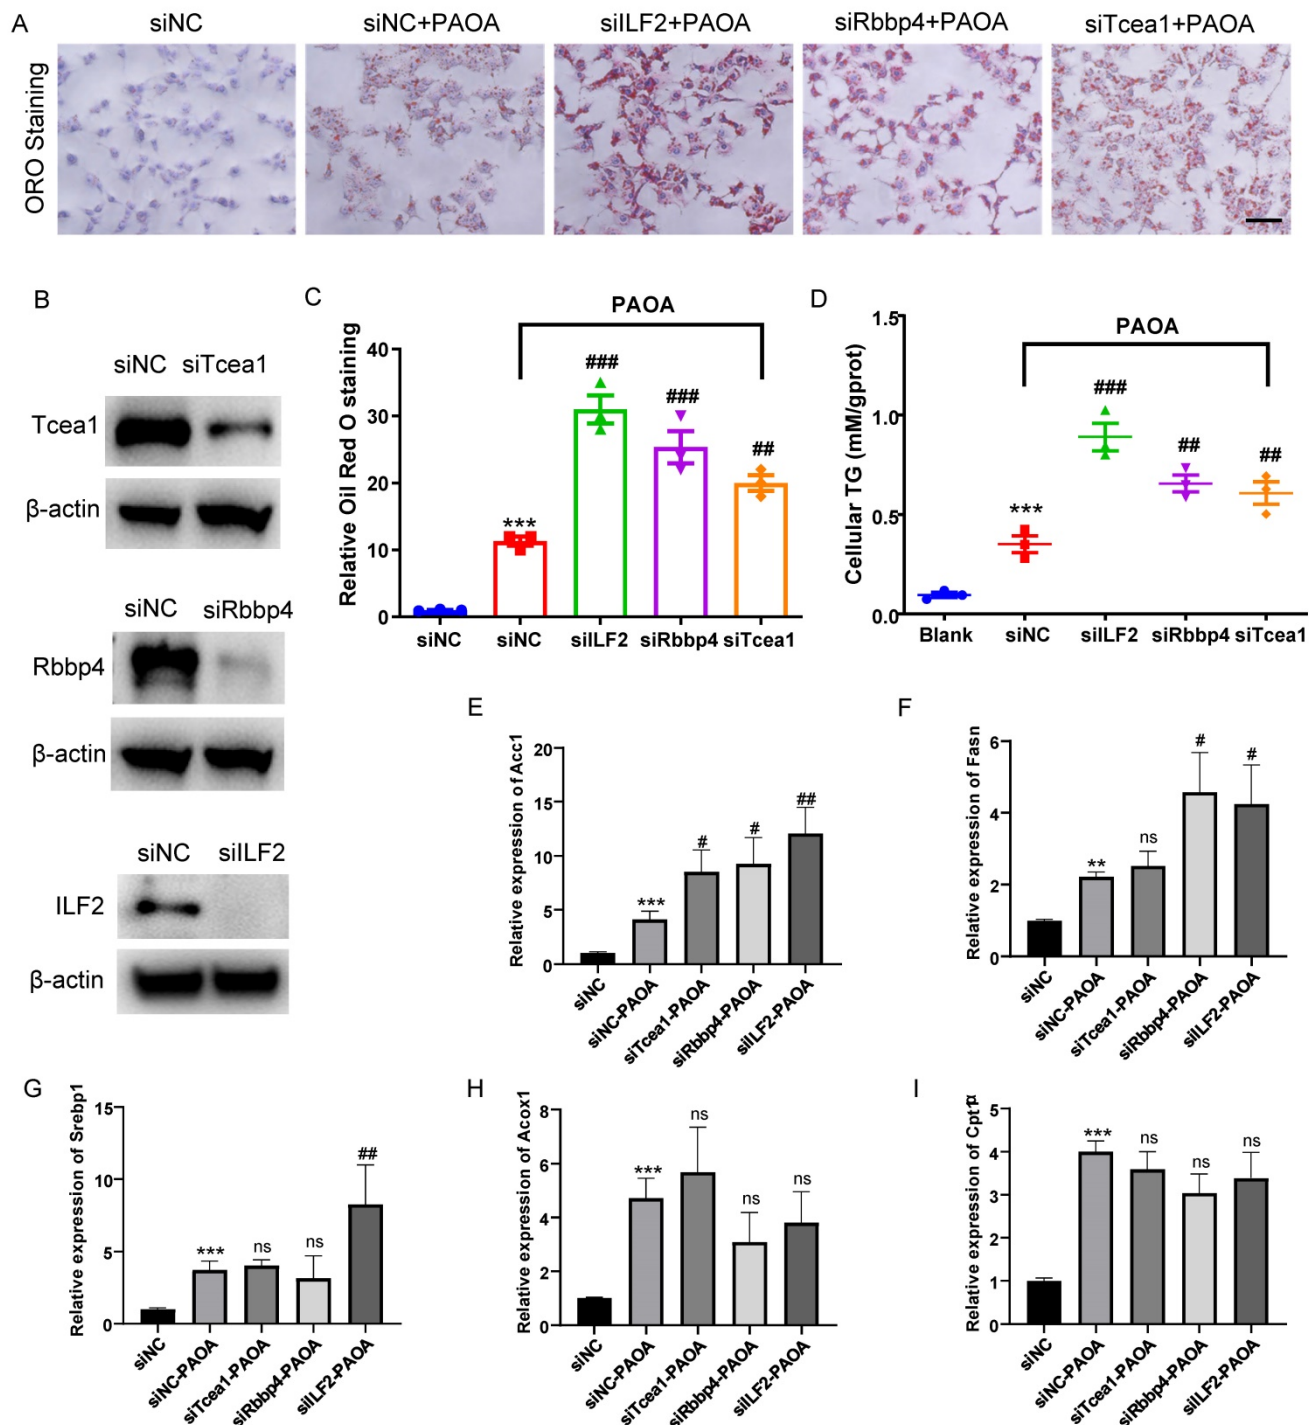 A
siNC
siNC+PAOA
siILF2+PAOA
siRbbp4+PAOA
siTcea1+PAOA
ORO Staining
B
siNC siTcea1
Tcea1
β-actin
siNC siRbbp4
Rbbp4
β-actin
siNC siILF2
ILF2
β-actin
C
PAOA
Relative Oil Red O staining
40
30
20
10
0
***
###
###
##
siNC
siNC
siILF2
siRbbp4
siTcea1
D
PAOA
Cellular TG (mM/gprot)
1.5
1.0
0.5
0.0
***
###
##
##
Blank
siNC
siILF2
siRbbp4
siTcea1
E
Relative expression of Acc1
20
15
10
5
0
***
#
#
##
siNC
siNC-PAOA
siTcea1-PAOA
siRbbp4-PAOA
siILF2-PAOA
F
Relative expression of Fasn
6
4
2
0
**
ns
#
#
siNC
siNC-PAOA
siTcea1-PAOA
siRbbp4-PAOA
siILF2-PAOA
G
Relative expression of Srebp1
15
10
5
0
***
ns
ns
##
siNC
siNC-PAOA
siTcea1-PAOA
siRbbp4-PAOA
siILF2-PAOA
H
Relative expression of Acox1
8
6
4
2
0
***
ns
ns
ns
siNC
siNC-PAOA
siTcea1-PAOA
siRbbp4-PAOA
siILF2-PAOA
I
Relative expression of Cpt1α
5
4
3
2
1
0
***
ns
ns
ns
siNC
siNC-PAOA
siTcea1-PAOA
siRbbp4-PAOA
siILF2-PAOA